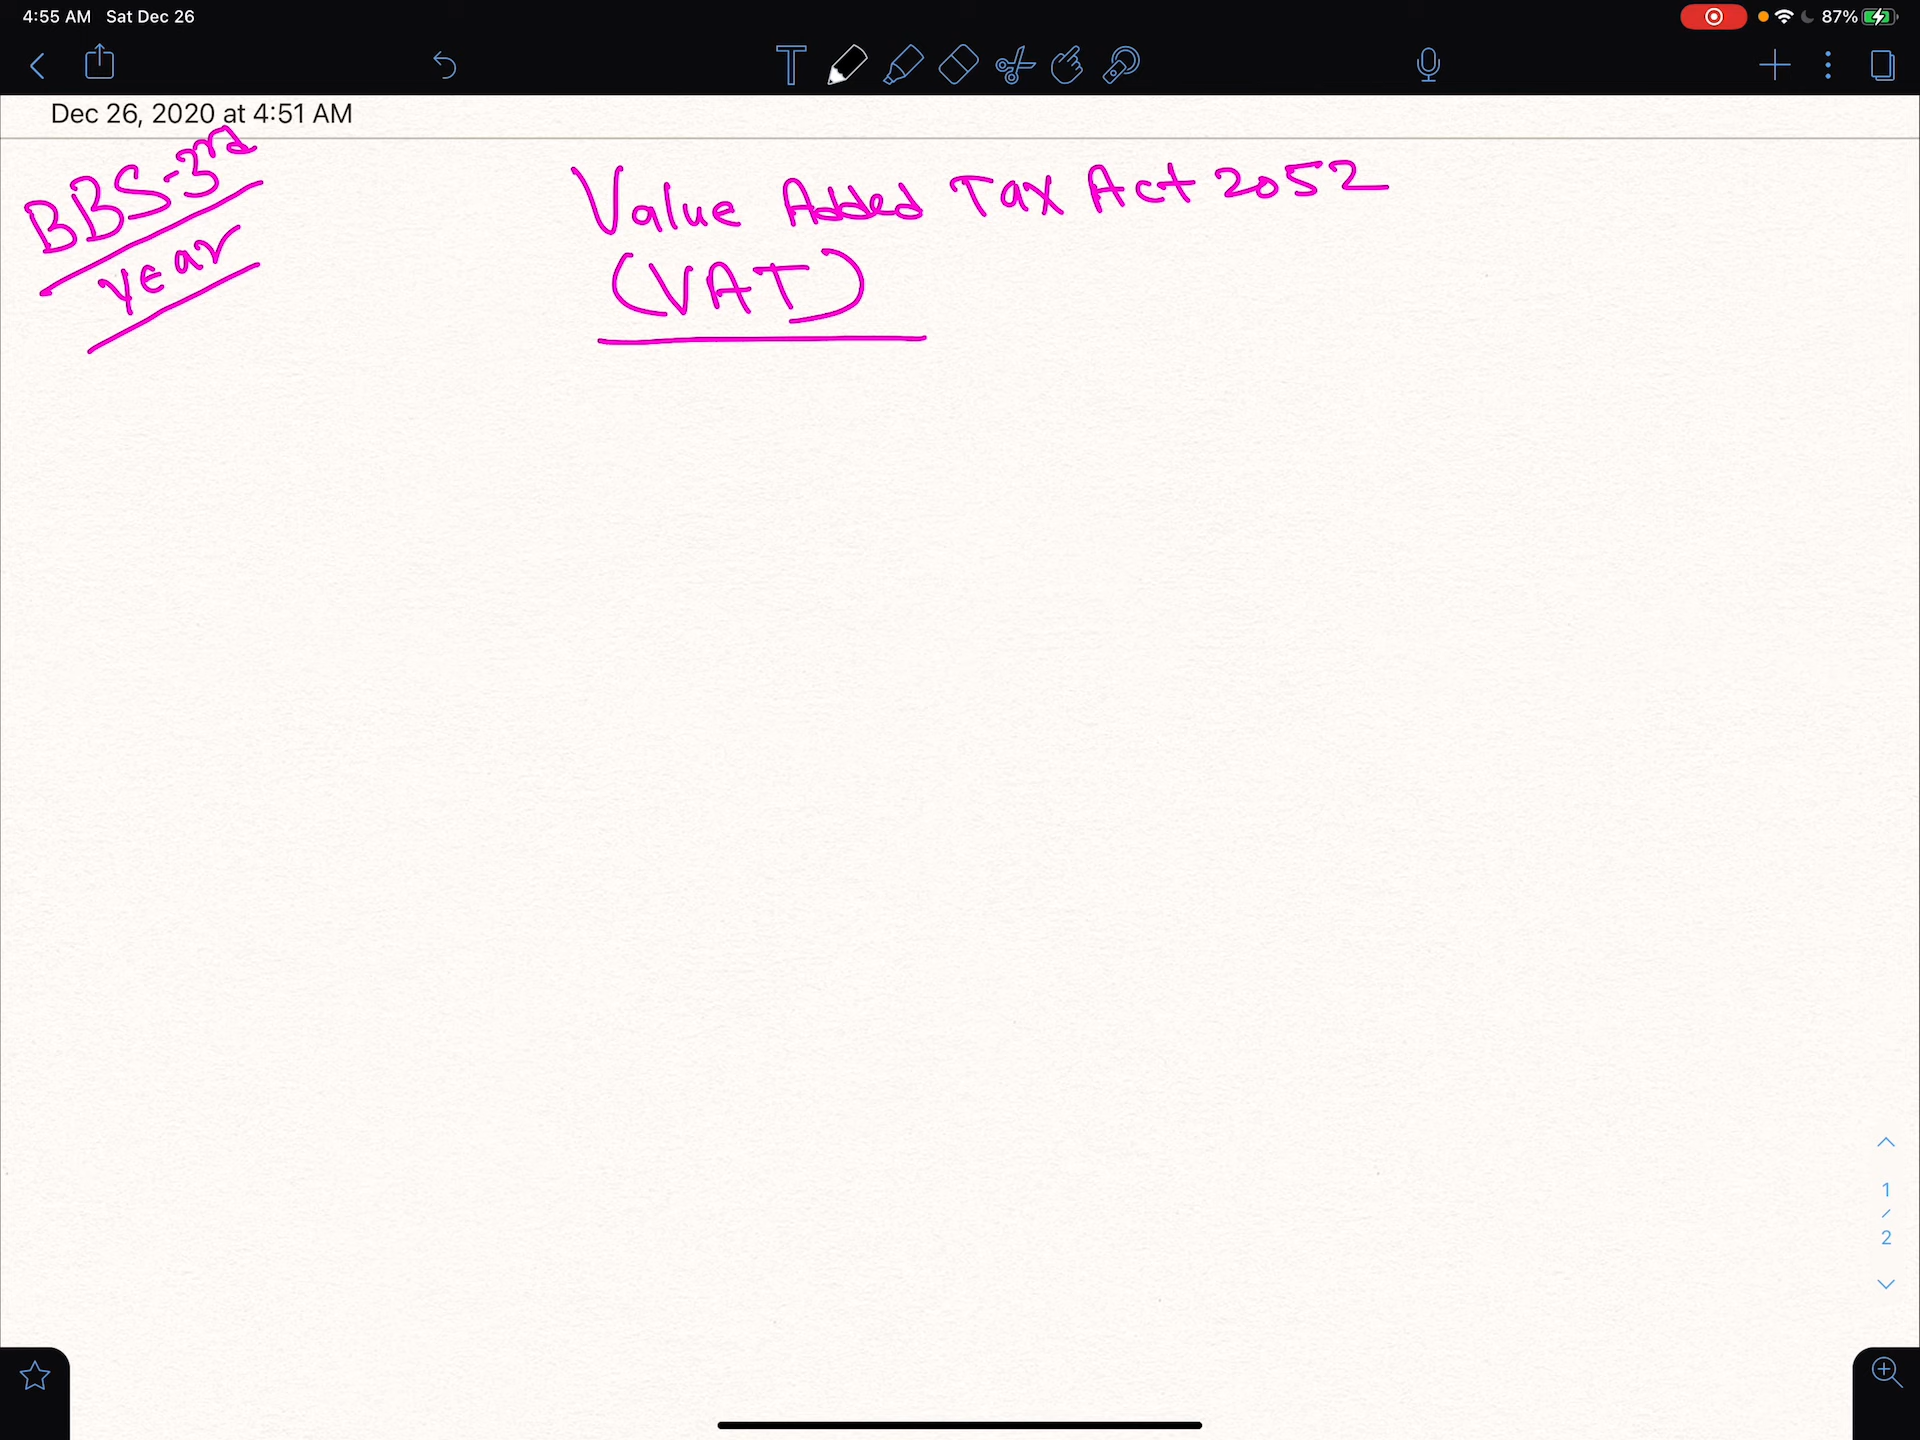 4:55 AM Sat Dec 26
87%
Dec 26, 2020 at 4:51 AM
BBS-3rd
year
Value Added Tax Act 2052
(VAT)
1
/
2